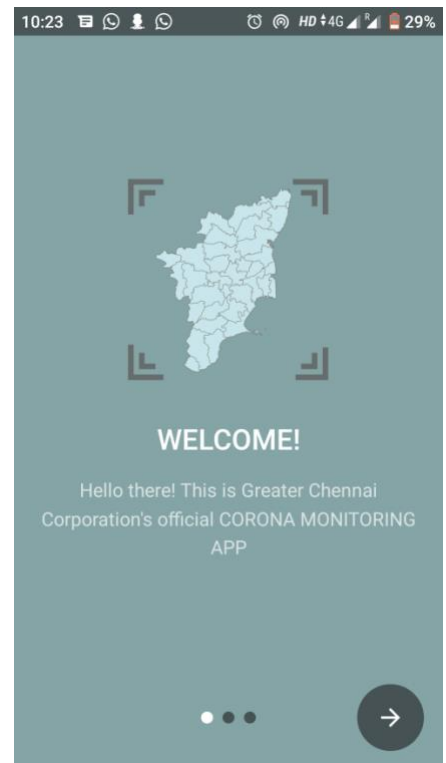 10:23 HD 4G R 29%
WELCOME!
Hello there! This is Greater Chennai
Corporation's official CORONA MONITORING
APP